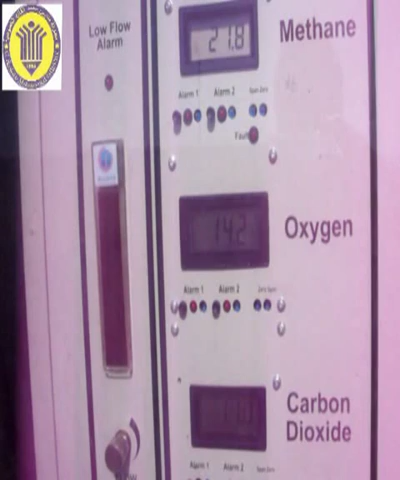 Low Flow
Alarm
21.8
Methane
Alarm 1 Alarm 2
Fault
14.2
Oxygen
Alarm 1 Alarm 2
Carbon
Dioxide
Alarm 1 Alarm 2